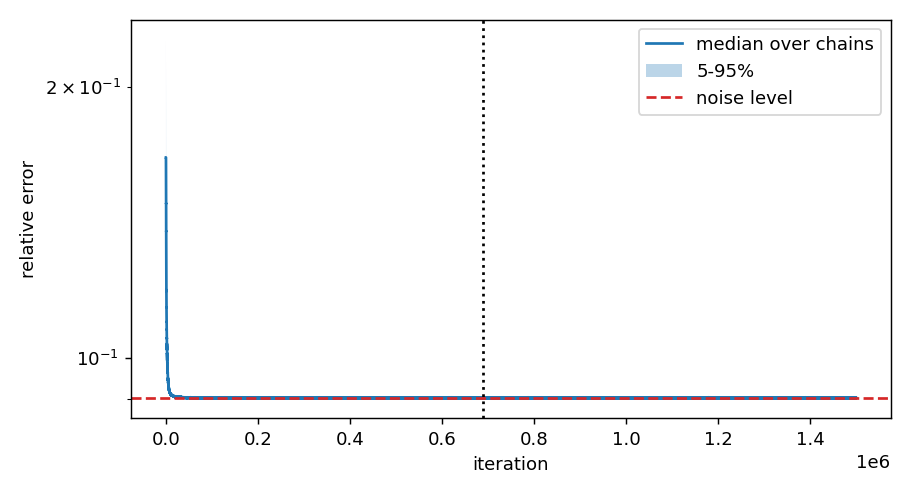 median over chains
5-95%
noise level
2 × 10⁻¹
10⁻¹
relative error
0.0 0.2 0.4 0.6 0.8 1.0 1.2 1.4
1e6
iteration